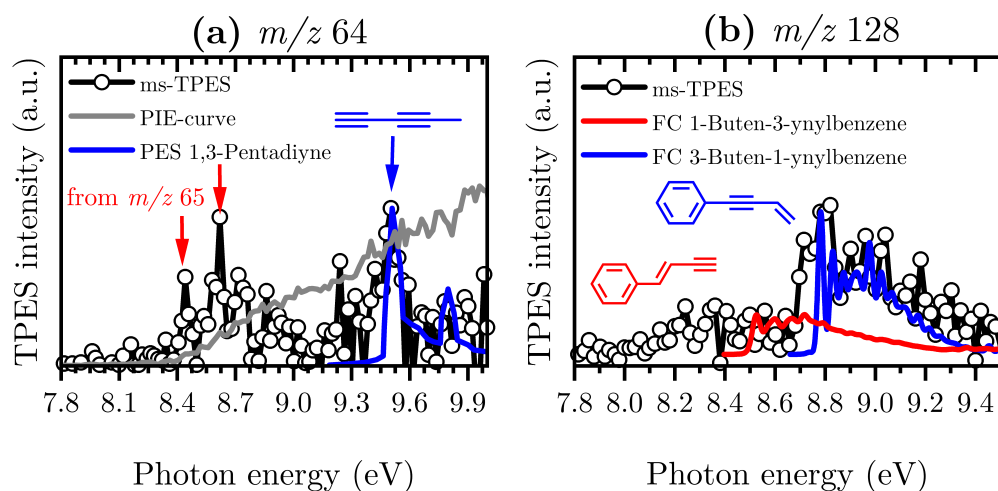 (a) m/z 64
TPES intensity (a.u.)
ms-TPES
PIE-curve
PES 1,3-Pentadiyne
from m/z 65
7.8 8.1 8.4 8.7 9.0 9.3 9.6 9.9
Photon energy (eV)
(b) m/z 128
TPES intensity (a.u.)
ms-TPES
FC 1-Buten-3-ynylbenzene
FC 3-Buten-1-ynylbenzene
7.8 8.0 8.2 8.4 8.6 8.8 9.0 9.2 9.4
Photon energy (eV)